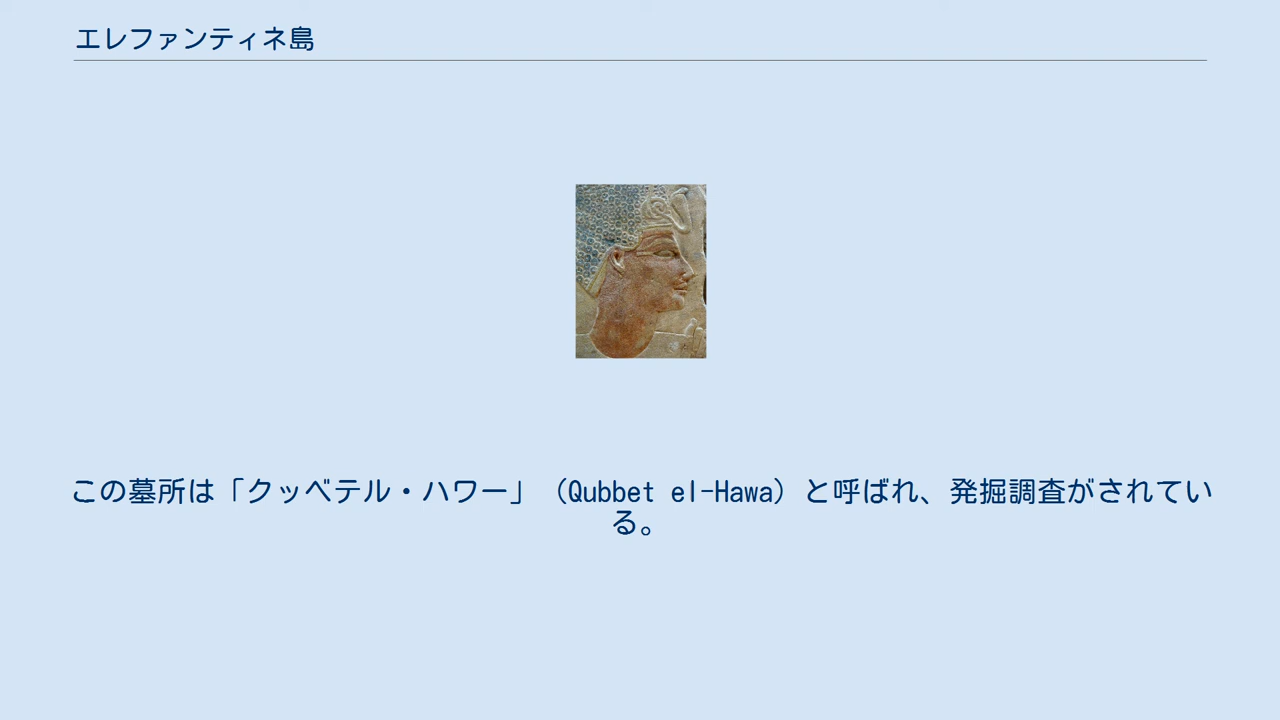 エレファンティネ島
この墓所は「クッベテル・ハワー」（Qubbet el-Hawa）と呼ばれ、発掘調査がされてい
る。